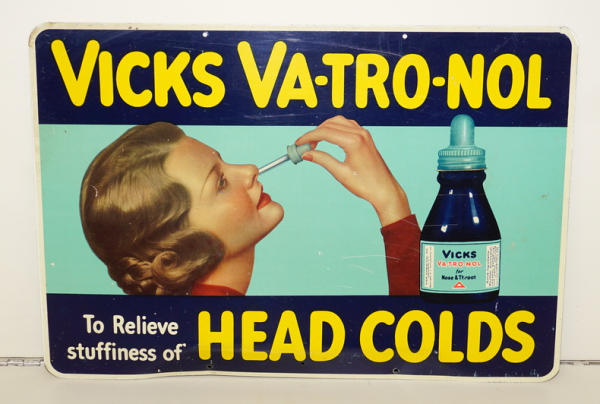 VICKS VA-TRO-NOL
VICKS
VA-TRO-NOL
for
Nose & Throat
To Relieve
stuffiness of
HEAD COLDS